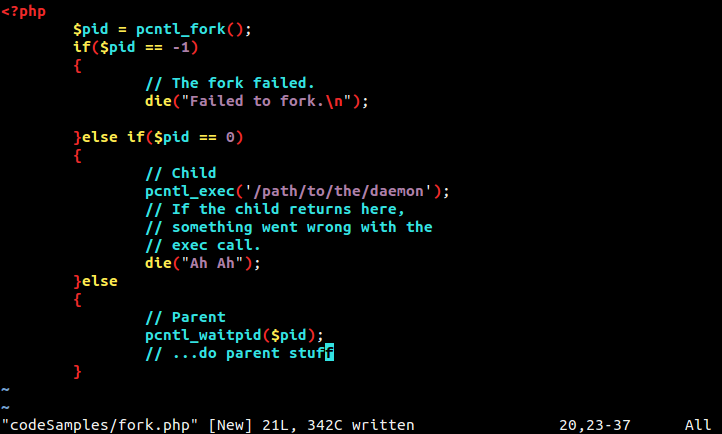 <?php
        $pid = pcntl_fork();
        if($pid == -1)
        {
                // The fork failed.
                die("Failed to fork.\n");

        }else if($pid == 0)
        {
                // Child
                pcntl_exec('/path/to/the/daemon');
                // If the child returns here,
                // something went wrong with the
                // exec call.
                die("Ah Ah");
        }else
        {
                // Parent
                pcntl_waitpid($pid);
                // ...do parent stuff
        }
~
~
"codeSamples/fork.php" [New] 21L, 342C written                20,23-37      All